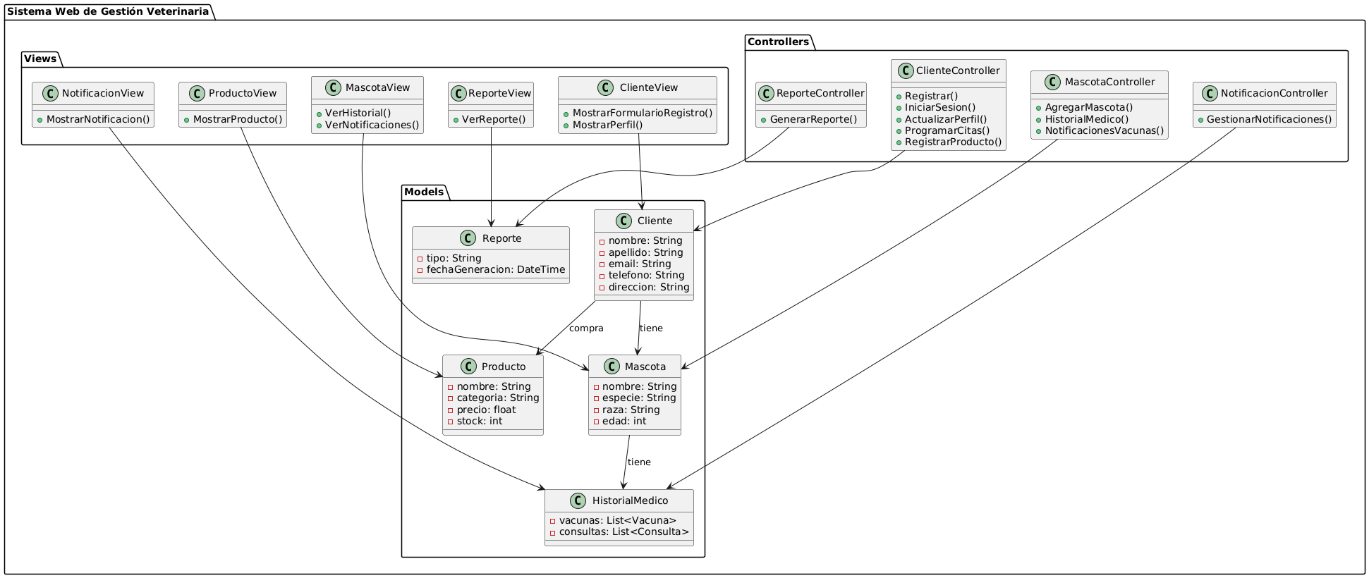 Sistema Web de Gestión Veterinaria
Views
C NotificacionView
MostrarNotificacion()
C ProductoView
MostrarProducto()
C MascotaView
VerHistorial()
VerNotificaciones()
C ReporteView
VerReporte()
C ClienteView
MostrarFormularioRegistro()
MostrarPerfil()
Controllers
C ReporteController
GenerarReporte()
C ClienteController
Registrar()
IniciarSesion()
ActualizarPerfil()
ProgramarCitas()
RegistrarProducto()
C MascotaController
AgregarMascota()
HistorialMedico()
NotificacionesVacunas()
C NotificacionController
GestionarNotificaciones()
Models
C Reporte
tipo: String
fechaGeneracion: DateTime
C Cliente
nombre: String
apellido: String
email: String
telefono: String
direccion: String
compra
tiene
C Producto
nombre: String
categoria: String
precio: float
stock: int
C Mascota
nombre: String
especie: String
raza: String
edad: int
tiene
C HistorialMedico
vacunas: List<Vacuna>
consultas: List<Consulta>